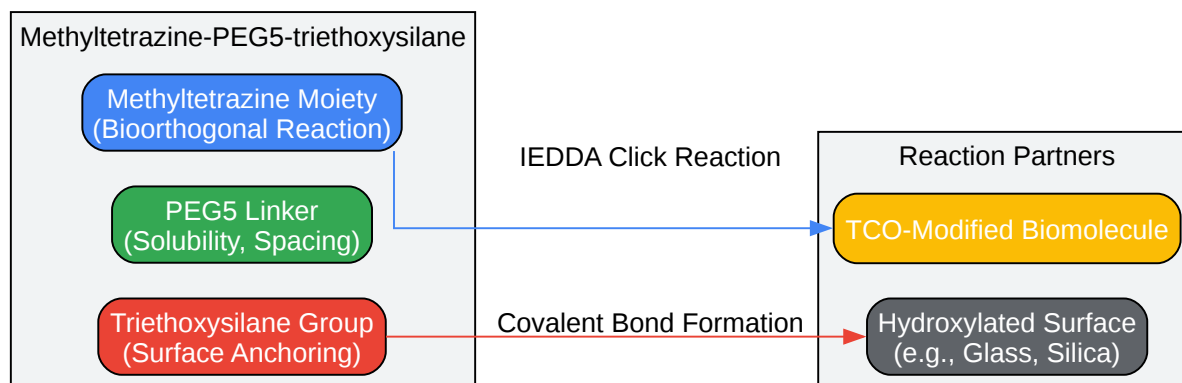 Methyltetrazine-PEG5-triethoxysilane
Methyltetrazine Moiety
(Bioorthogonal Reaction)
PEG5 Linker
(Solubility, Spacing)
Triethoxysilane Group
(Surface Anchoring)
IEDDA Click Reaction
Covalent Bond Formation
Reaction Partners
TCO-Modified Biomolecule
Hydroxylated Surface
(e.g., Glass, Silica)